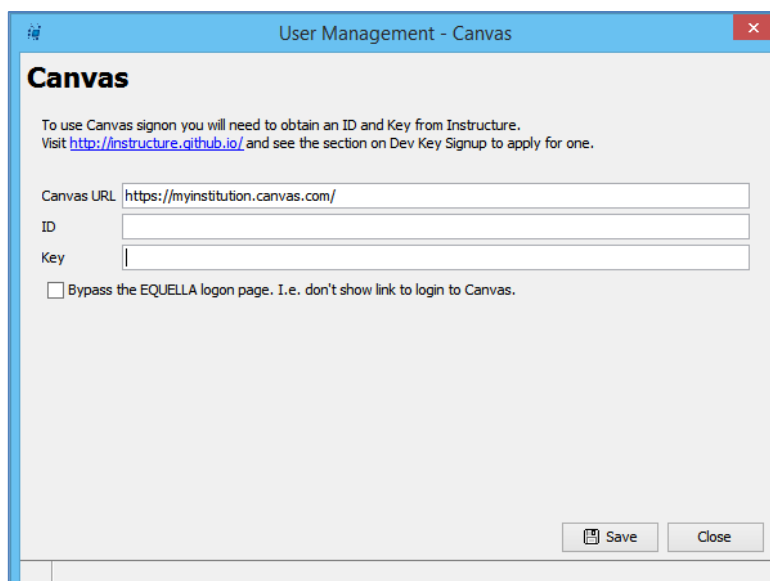 User Management - Canvas
Canvas
To use Canvas signon you will need to obtain an ID and Key from Instructure.
Visit http://instructure.github.io/ and see the section on Dev Key Signup to apply for one.
Canvas URL https://myinstitution.canvas.com/
ID
Key
Bypass the EQUELLA logon page. I.e. don't show link to login to Canvas.
Save Close